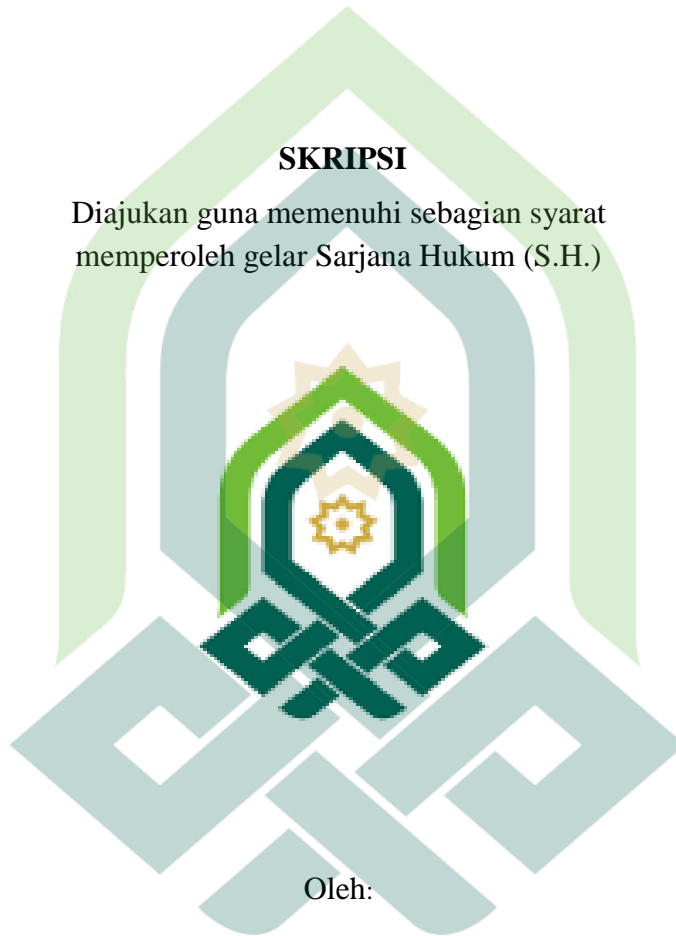 SKRIPSI
Diajukan guna memenuhi sebagian syarat
memperoleh gelar Sarjana Hukum (S.H.)
Oleh: